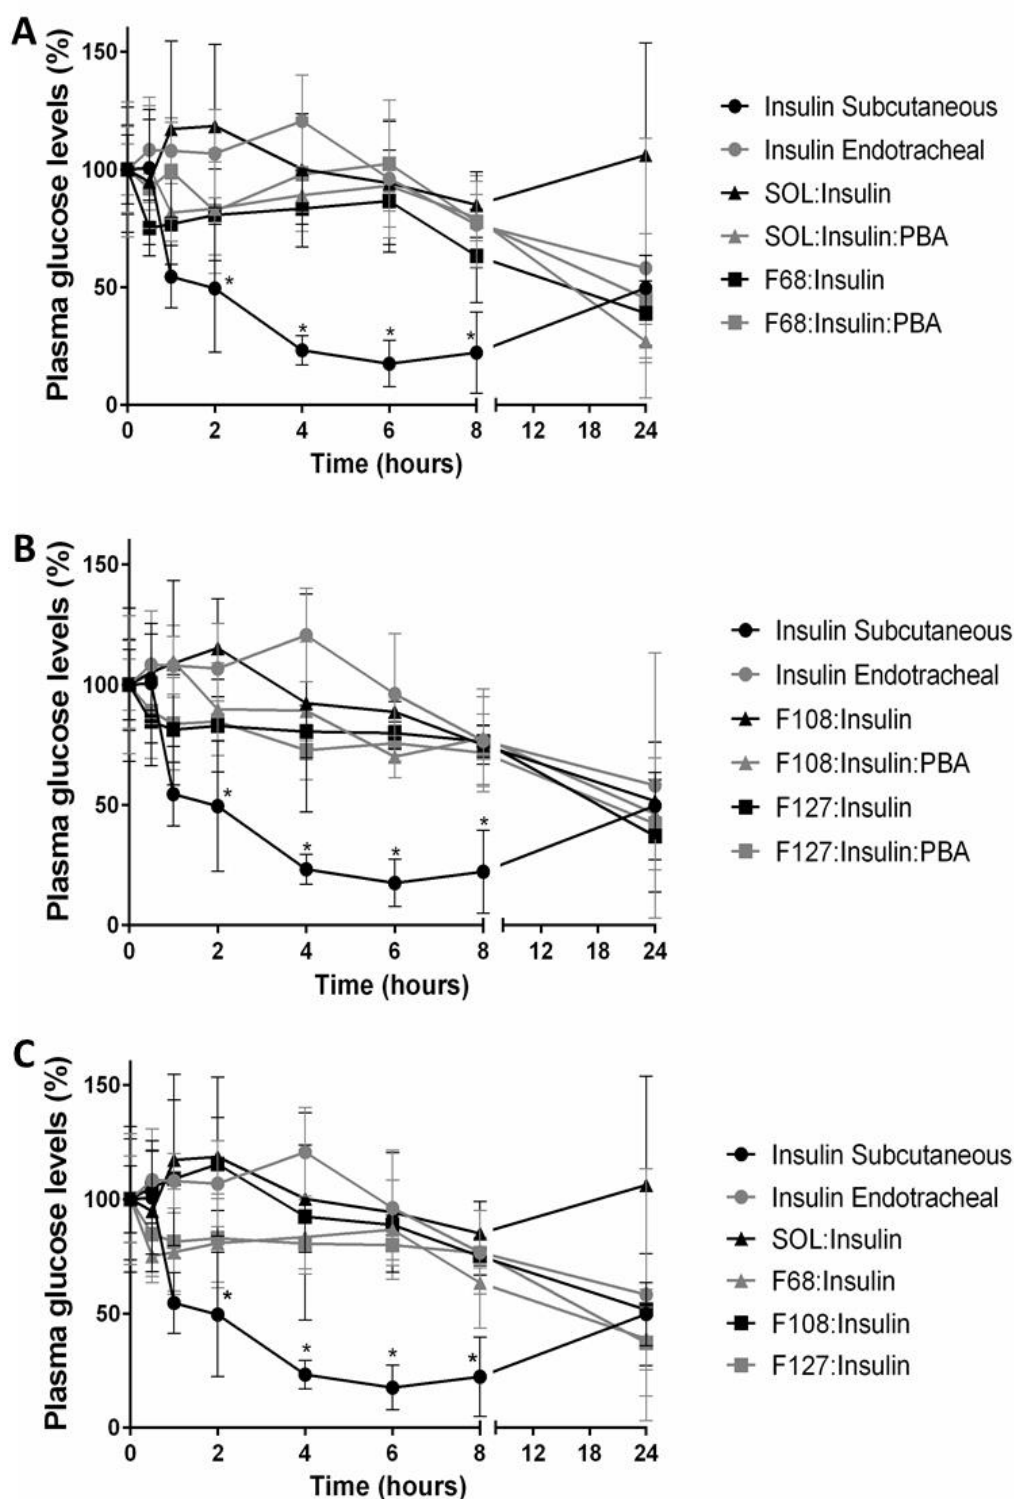 A
Plasma glucose levels (%)
150
100
50
0
0 2 4 6 8 12 18 24
Time (hours)
* * * *
Insulin Subcutaneous
Insulin Endotracheal
SOL:Insulin
SOL:Insulin:PBA
F68:Insulin
F68:Insulin:PBA
B
Plasma glucose levels (%)
150
100
50
0
0 2 4 6 8 12 18 24
Time (hours)
* * * *
Insulin Subcutaneous
Insulin Endotracheal
F108:Insulin
F108:Insulin:PBA
F127:Insulin
F127:Insulin:PBA
C
Plasma glucose levels (%)
150
100
50
0
0 2 4 6 8 12 18 24
Time (hours)
* * * *
Insulin Subcutaneous
Insulin Endotracheal
SOL:Insulin
F68:Insulin
F108:Insulin
F127:Insulin